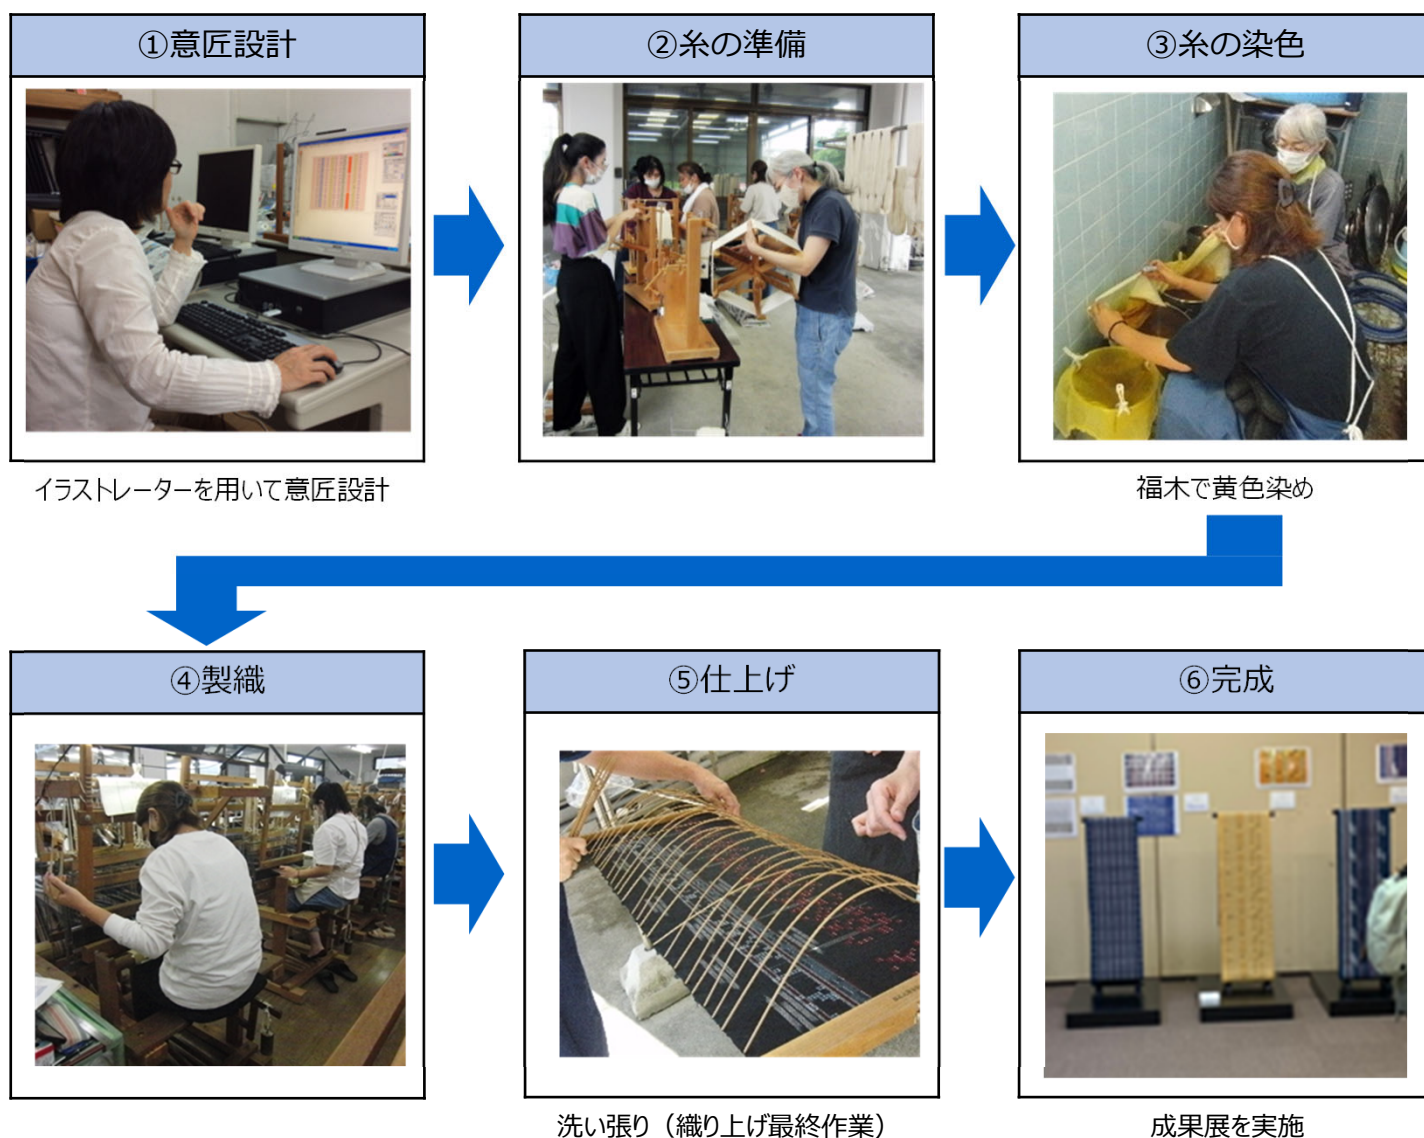 ①意匠設計
②糸の準備
③糸の染色
イラストレーターを用いて意匠設計
福木で黄色染め
④製織
⑤仕上げ
⑥完成
洗い張り（織り上げ最終作業）
成果展を実施